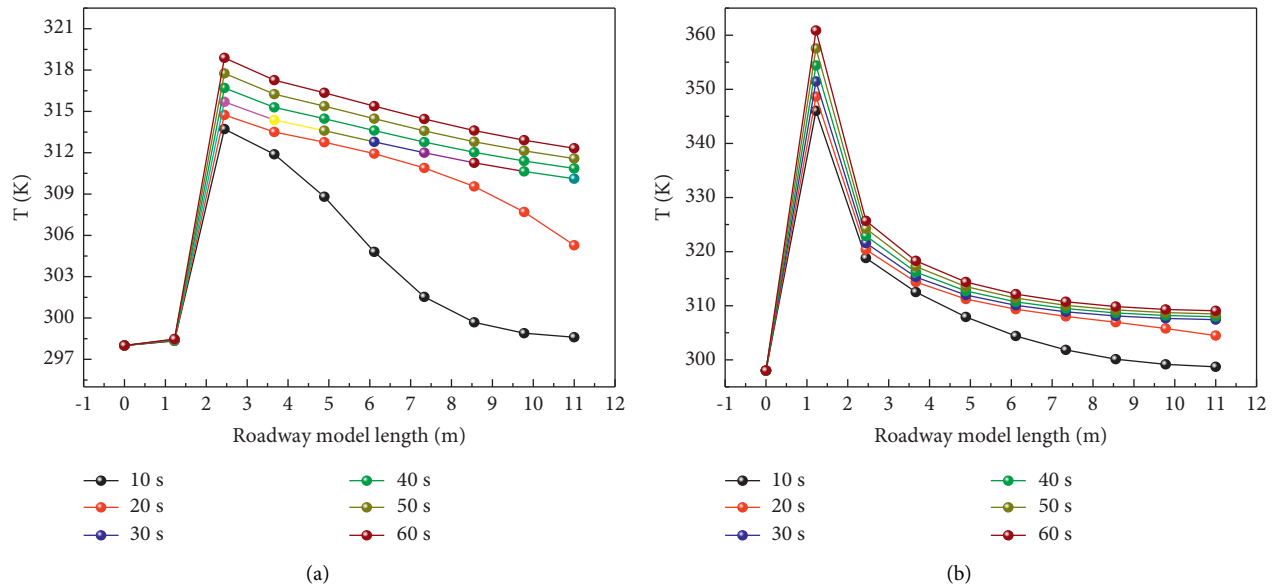 321
318
315
312
309
306
303
300
297
T (K)
-1 0 1 2 3 4 5 6 7 8 9 10 11 12
Roadway model length (m)
10 s
20 s
30 s
40 s
50 s
60 s
(a)
360
350
340
330
320
310
300
T (K)
-1 0 1 2 3 4 5 6 7 8 9 10 11 12
Roadway model length (m)
10 s
20 s
30 s
40 s
50 s
60 s
(b)